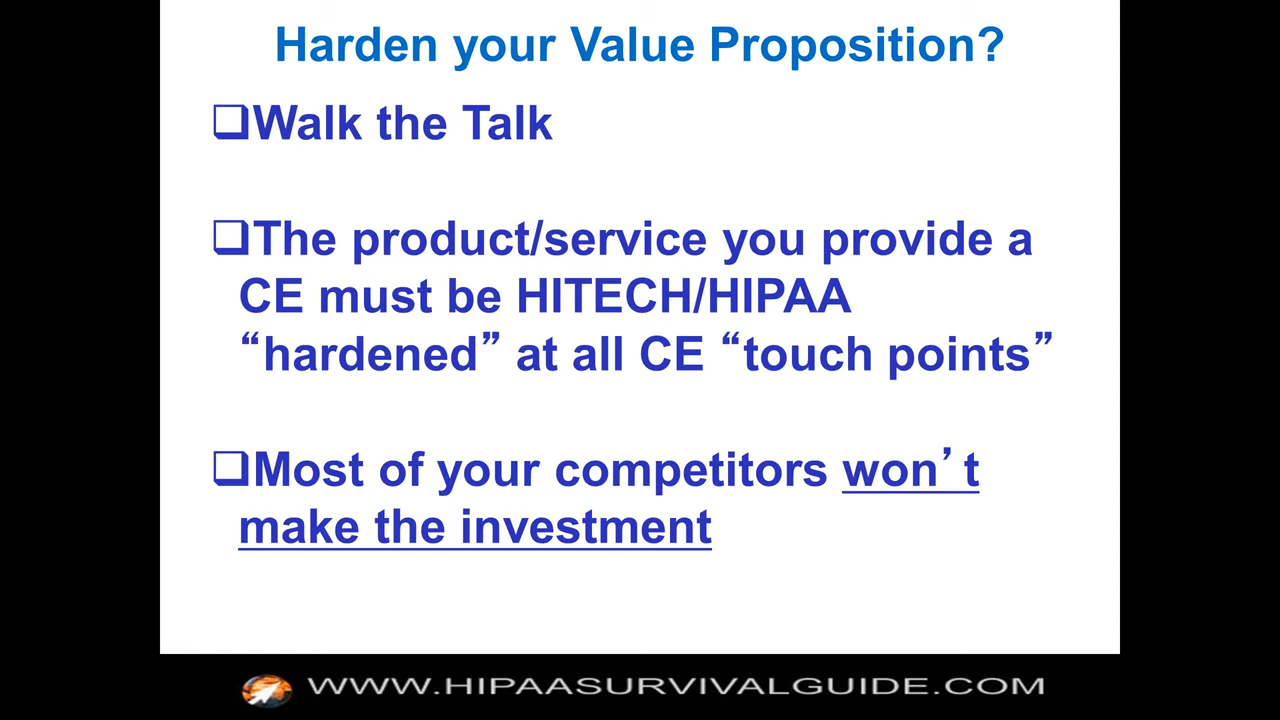 Harden your Value Proposition?
❑Walk the Talk
❑The product/service you provide a
CE must be HITECH/HIPAA
“hardened” at all CE “touch points”
❑Most of your competitors won’t
make the investment
WWW.HIPAASURVIVALGUIDE.COM